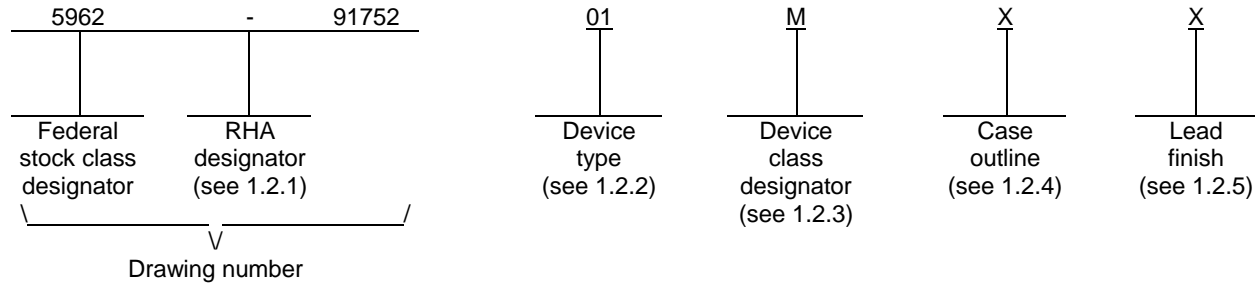 5962 - 91752 01 M X X
Federal stock class designator
RHA designator (see 1.2.1)
Device type (see 1.2.2)
Device class designator (see 1.2.3)
Case outline (see 1.2.4)
Lead finish (see 1.2.5)
\ /
\/
Drawing number